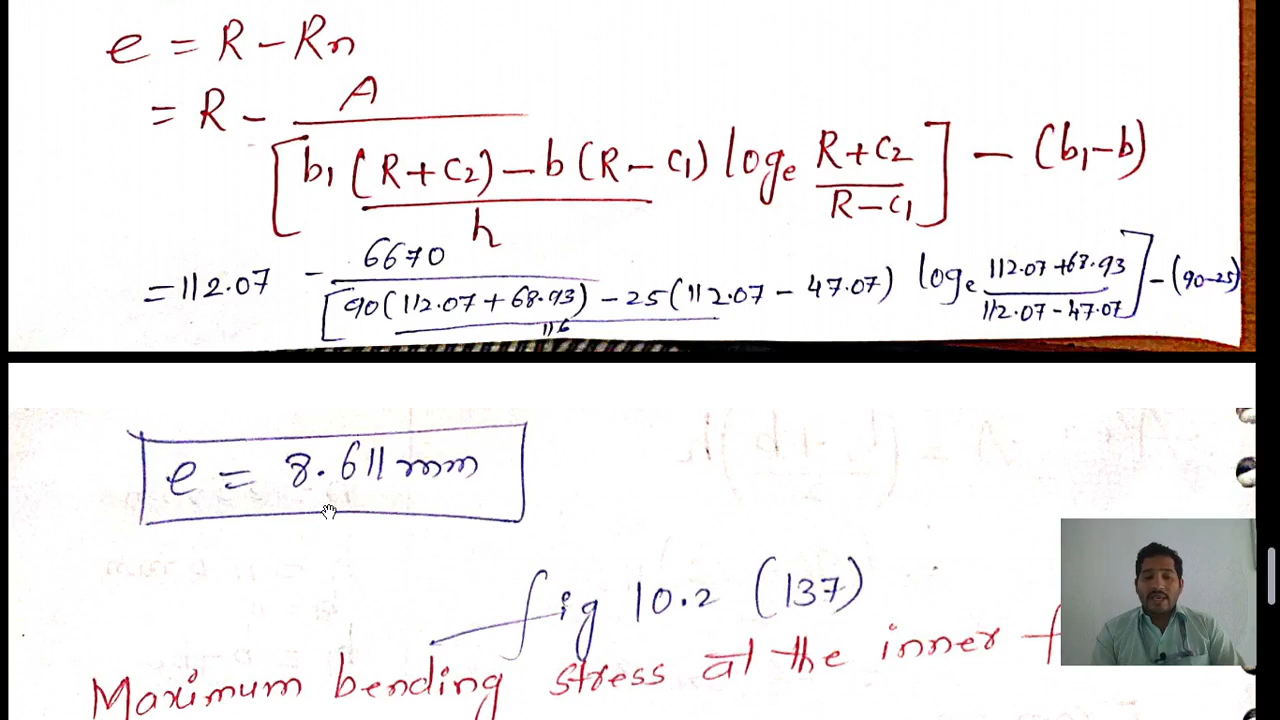 e = R - Rn
= R - A / [ b₁ (R + C₂) - b (R - C₁) / h logₑ (R + C₂) / (R - C₁) ] - (b₁ - b)
= 112.07 - 6670 / [ 90(112.07 + 68.93) - 25(112.07 - 47.07) / 116 logₑ (112.07 + 68.93) / (112.07 - 47.07) ] - (90-25)
e = 8.611 mm
fig 10.2 (137)
Maximum bending stress at the inner f